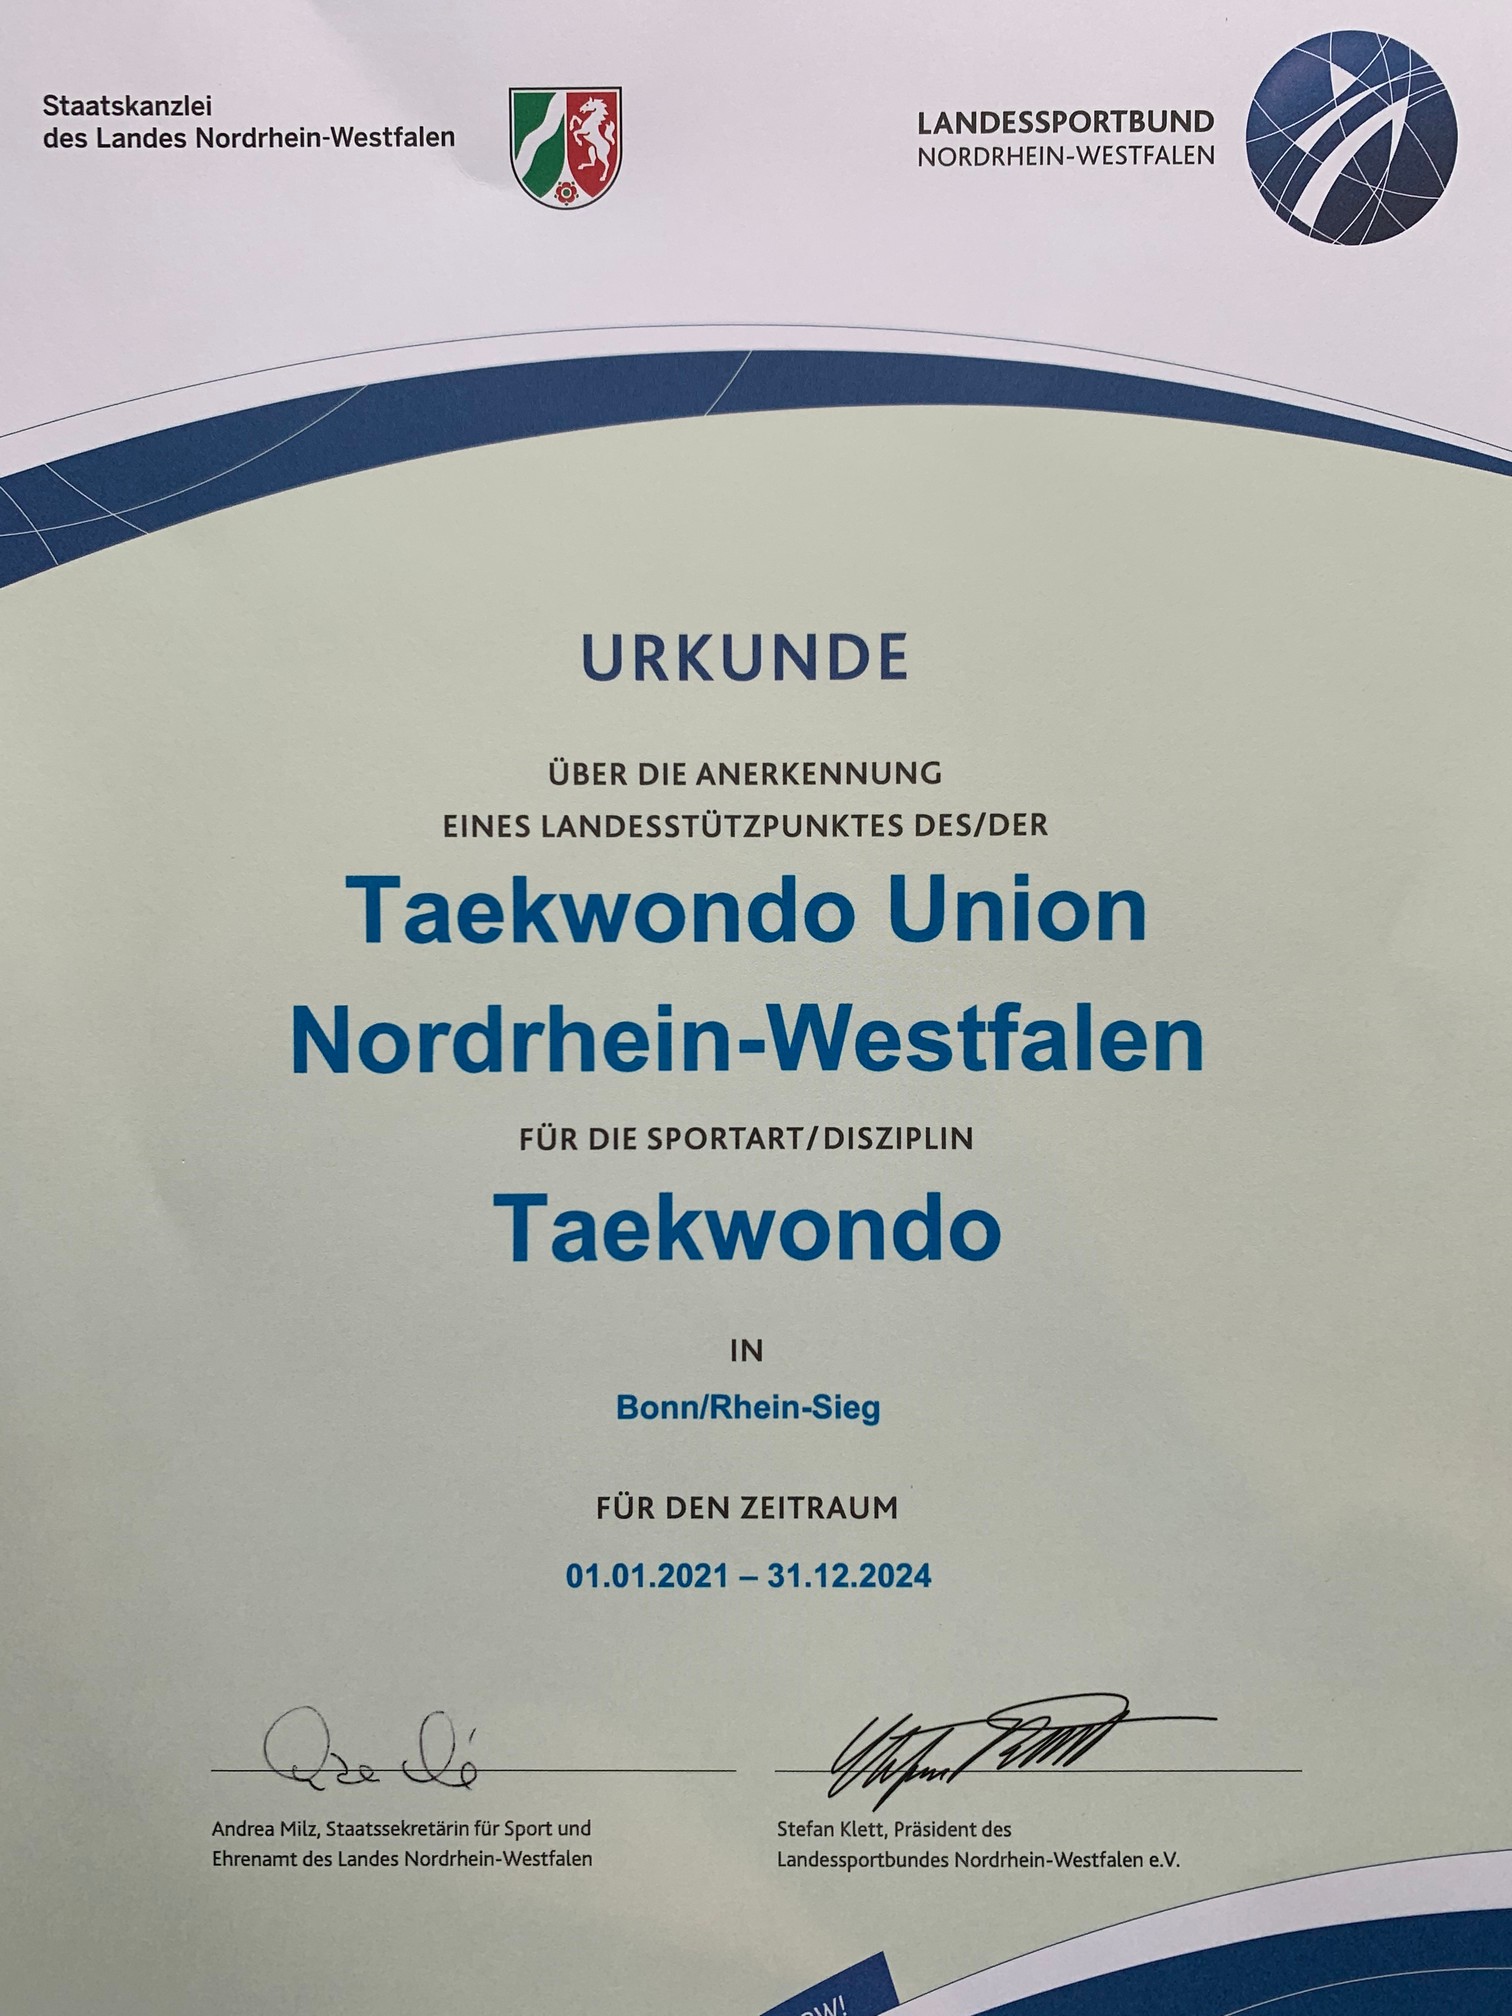 Staatskanzlei
des Landes Nordrhein-Westfalen
LANDESSPORTBUND
NORDRHEIN-WESTFALEN
URKUNDE
ÜBER DIE ANERKENNUNG
EINES LANDESSTÜTZPUNKTES DES/DER
Taekwondo Union
Nordrhein-Westfalen
FÜR DIE SPORTART/DISZIPLIN
Taekwondo
IN
Bonn/Rhein-Sieg
FÜR DEN ZEITRAUM
01.01.2021 – 31.12.2024
Andrea Milz, Staatssekretärin für Sport und
Ehrenamt des Landes Nordrhein-Westfalen
Stefan Klett, Präsident des
Landessportbundes Nordrhein-Westfalen e.V.